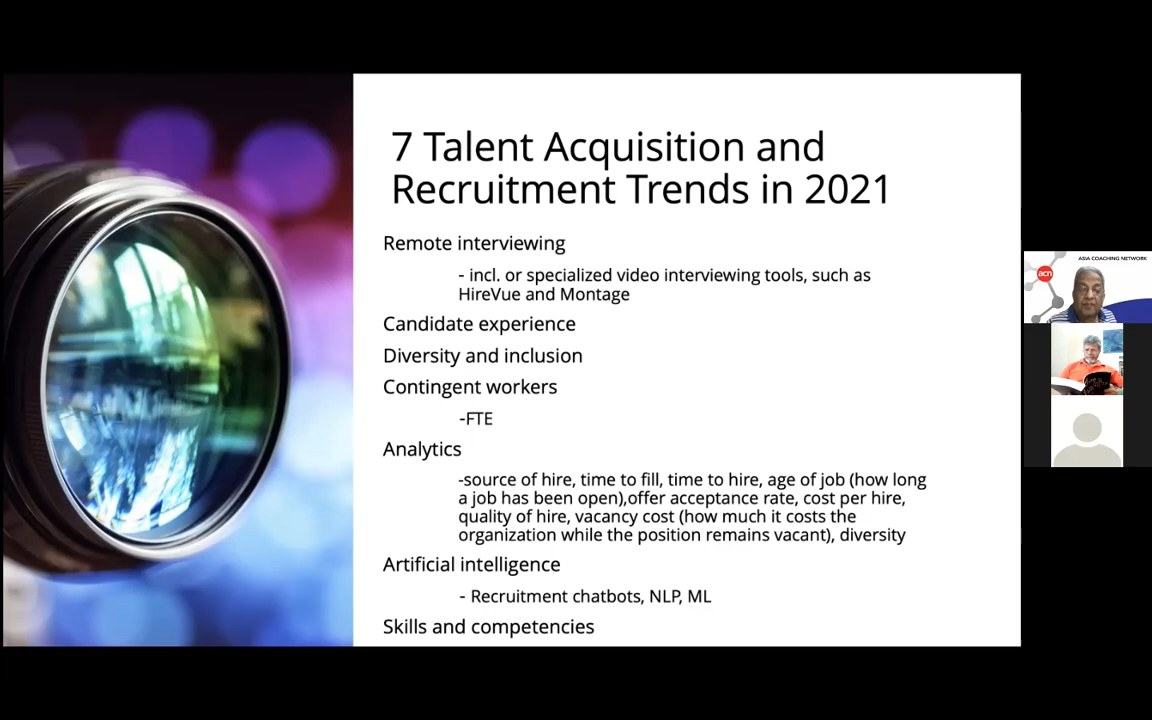 7 Talent Acquisition and
Recruitment Trends in 2021
Remote interviewing
- incl. or specialized video interviewing tools, such as
HireVue and Montage
Candidate experience
Diversity and inclusion
Contingent workers
-FTE
Analytics
-source of hire, time to fill, time to hire, age of job (how long
a job has been open),offer acceptance rate, cost per hire,
quality of hire, vacancy cost (how much it costs the
organization while the position remains vacant), diversity
Artificial intelligence
- Recruitment chatbots, NLP, ML
Skills and competencies
ASIA COACHING NETWORK
acn